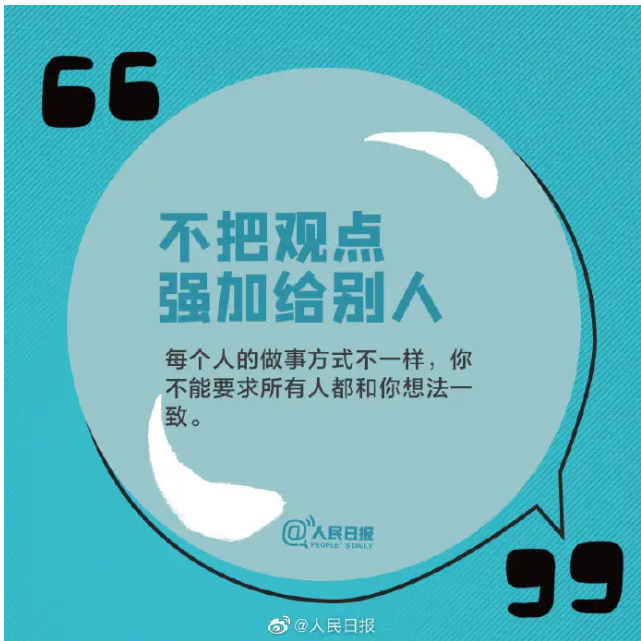 不把观点
强加给别人
每个人的做事方式不一样，你
不能要求所有人都和你想法一
致。
@人民日报
PEOPLE'S DAILY
@人民日报